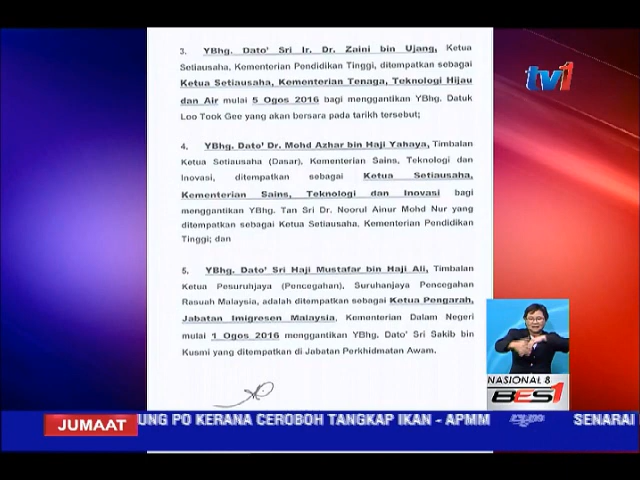 3. YBhg. Dato' Sri Ir. Dr. Zaini bin Ujang, Ketua
Setiausaha, Kementerian Pendidikan Tinggi, ditempatkan sebagai
Ketua Setiausaha, Kementerian Tenaga, Teknologi Hijau
dan Air mulai 5 Ogos 2016 bagi menggantikan YBhg. Datuk
Loo Took Gee yang akan bersara pada tarikh tersebut;
4. YBhg. Dato' Dr. Mohd Azhar bin Haji Yahaya, Timbalan
Ketua Setiausaha (Dasar), Kementerian Sains, Teknologi dan
Inovasi, ditempatkan sebagai Ketua Setiausaha,
Kementerian Sains, Teknologi dan Inovasi bagi
menggantikan YBhg. Tan Sri Dr. Noorul Ainur Mohd Nur yang
ditempatkan sebagai Ketua Setiausaha, Kementerian Pendidikan
Tinggi; dan
5. YBhg. Dato' Sri Haji Mustafar bin Haji Ali, Timbalan
Ketua Pesuruhjaya (Pencegahan), Suruhanjaya Pencegahan
Rasuah Malaysia, adalah ditempatkan sebagai Ketua Pengarah,
Jabatan Imigresen Malaysia, Kementerian Dalam Negeri
mulai 1 Ogos 2016 menggantikan YBhg. Dato' Sri Sakib bin
Kusmi yang ditempatkan di Jabatan Perkhidmatan Awam.
tv1
NASIONAL 8
BES1
JUMAAT UNG PO KERANA CEROBOH TANGKAP IKAN - APMM SENARAI